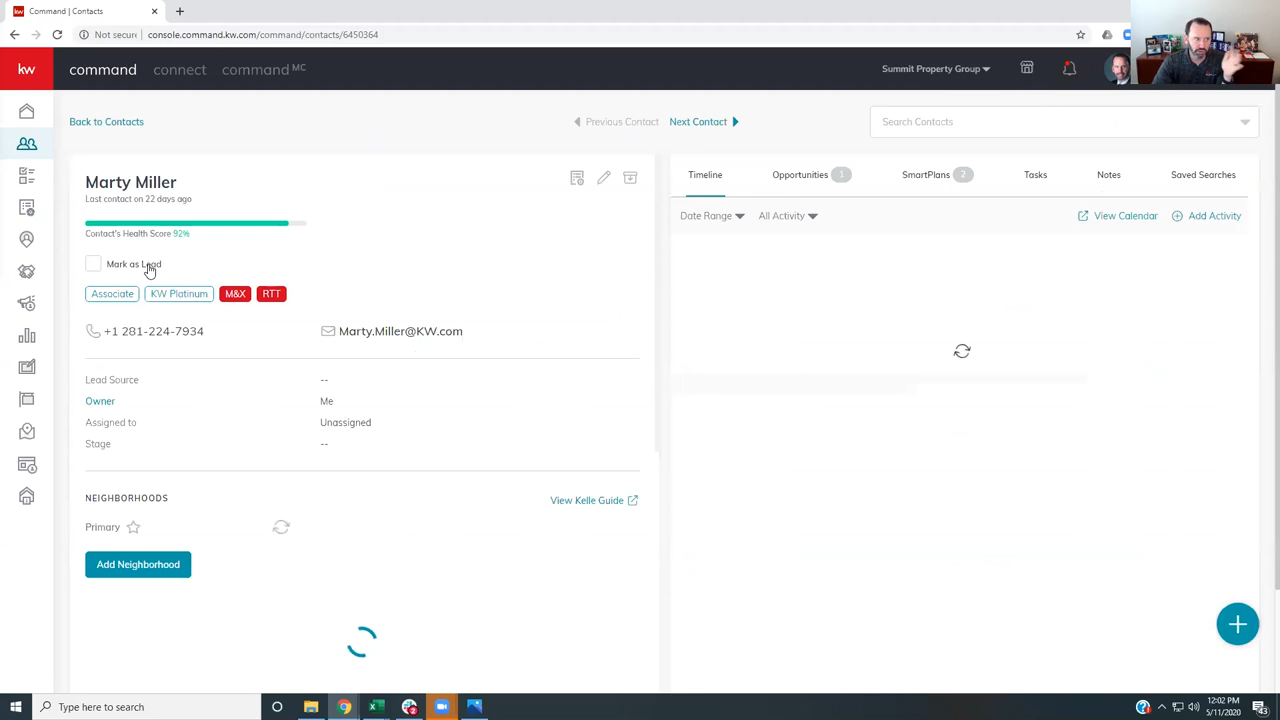 Command | Contacts
Not secure
console.command.kw.com/command/contacts/6450364
kw
command
connect
command MC
Summit Property Group
Back to Contacts
Previous Contact
Next Contact
Search Contacts
Marty Miller
Last contact on 22 days ago
Contact's Health Score 92%
Mark as Lead
Associate
KW Platinum
M&X
RTT
+1 281-224-7934
Marty.Miller@KW.com
Lead Source
--
Owner
Me
Assigned to
Unassigned
Stage
--
NEIGHBORHOODS
View Kelle Guide
Primary
Add Neighborhood
Timeline
Opportunities 1
SmartPlans 2
Tasks
Notes
Saved Searches
Date Range
All Activity
View Calendar
Add Activity
Type here to search
12:02 PM
5/11/2020
43